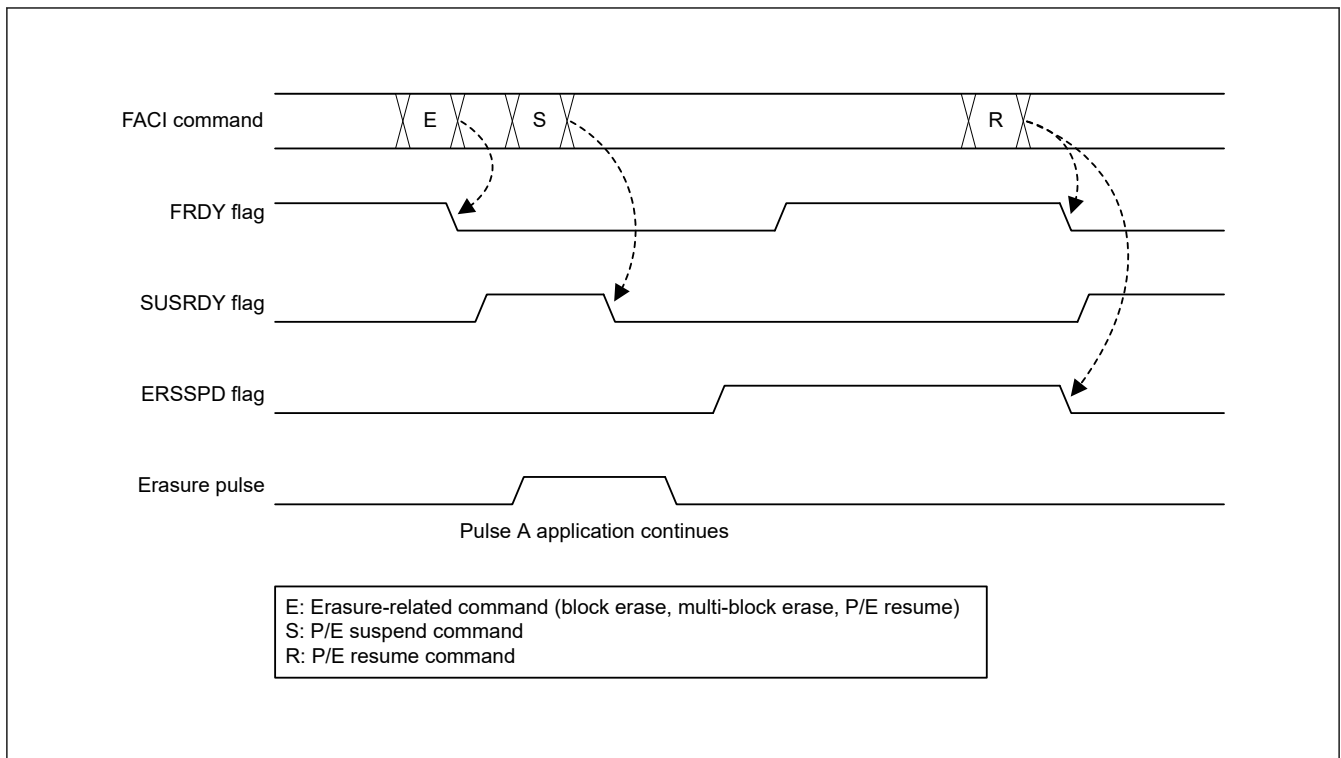 FACI command
E
S
R
FRDY flag
SUSRDY flag
ERSSPD flag
Erasure pulse
Pulse A application continues
E: Erasure-related command (block erase, multi-block erase, P/E resume)
S: P/E suspend command
R: P/E resume command